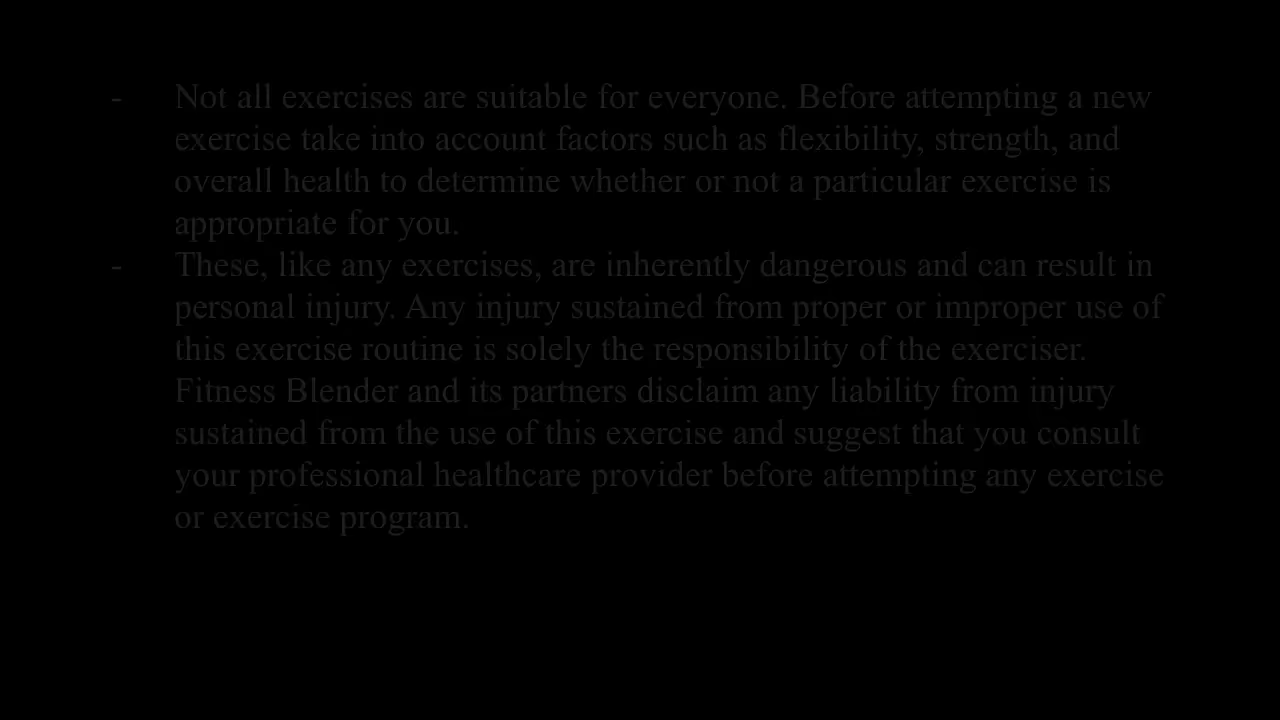 - Not all exercises are suitable for everyone. Before attempting a new
exercise take into account factors such as flexibility, strength, and
overall health to determine whether or not a particular exercise is
appropriate for you.
- These, like any exercises, are inherently dangerous and can result in
personal injury. Any injury sustained from proper or improper use of
this exercise routine is solely the responsibility of the exerciser.
Fitness Blender and its partners disclaim any liability from injury
sustained from the use of this exercise and suggest that you consult
your professional healthcare provider before attempting any exercise
or exercise program.